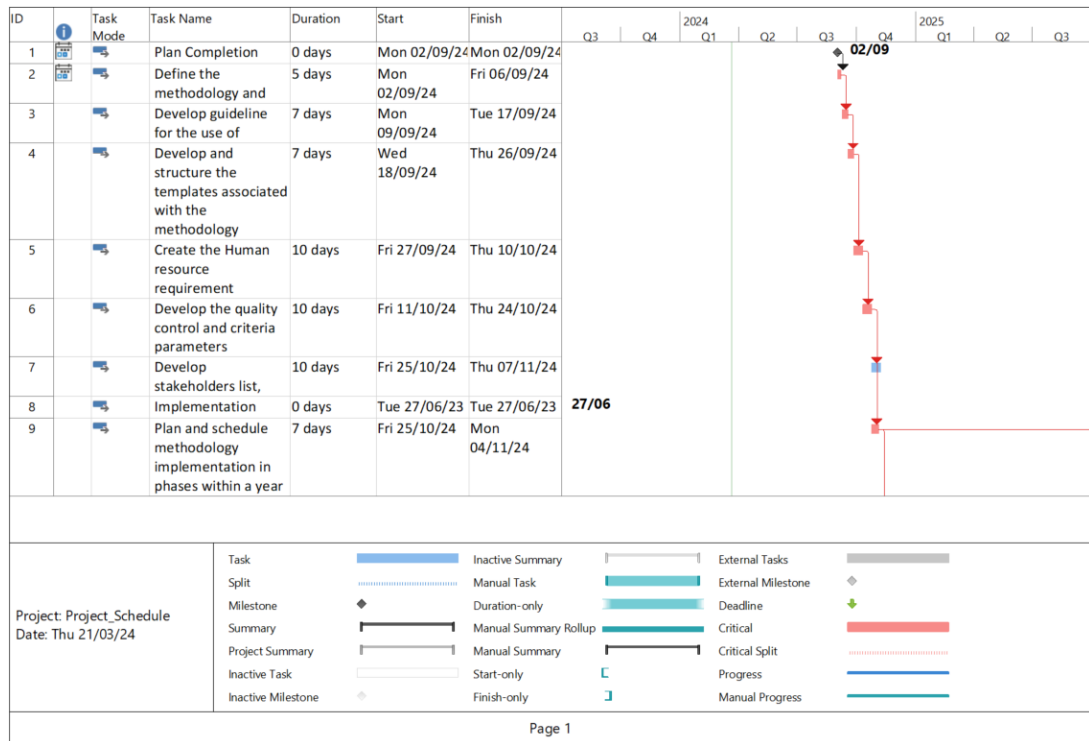 ID Task Mode Task Name Duration Start Finish
2024 2025
Q3 Q4 Q1 Q2 Q3 Q4 Q1 Q2 Q3
1 Plan Completion 0 days Mon 02/09/24 Mon 02/09/24 02/09
2 Define the 5 days Mon Fri 06/09/24
methodology and 02/09/24
3 Develop guideline 7 days Mon Tue 17/09/24
for the use of 09/09/24
4 Develop and 7 days Wed Thu 26/09/24
structure the 18/09/24
templates associated
with the
methodology
5 Create the Human 10 days Fri 27/09/24 Thu 10/10/24
resource
requirement
6 Develop the quality 10 days Fri 11/10/24 Thu 24/10/24
control and criteria
parameters
7 Develop 10 days Fri 25/10/24 Thu 07/11/24
stakeholders list,
8 Implementation 0 days Tue 27/06/23 Tue 27/06/23 27/06
9 Plan and schedule 7 days Fri 25/10/24 Mon
methodology 04/11/24
implementation in
phases within a year
Project: Project_Schedule
Date: Thu 21/03/24
Task Inactive Summary External Tasks
Split Manual Task External Milestone
Milestone Duration-only Deadline
Summary Manual Summary Rollup Critical
Project Summary Manual Summary Critical Split
Inactive Task Start-only Progress
Inactive Milestone Finish-only Manual Progress
Page 1